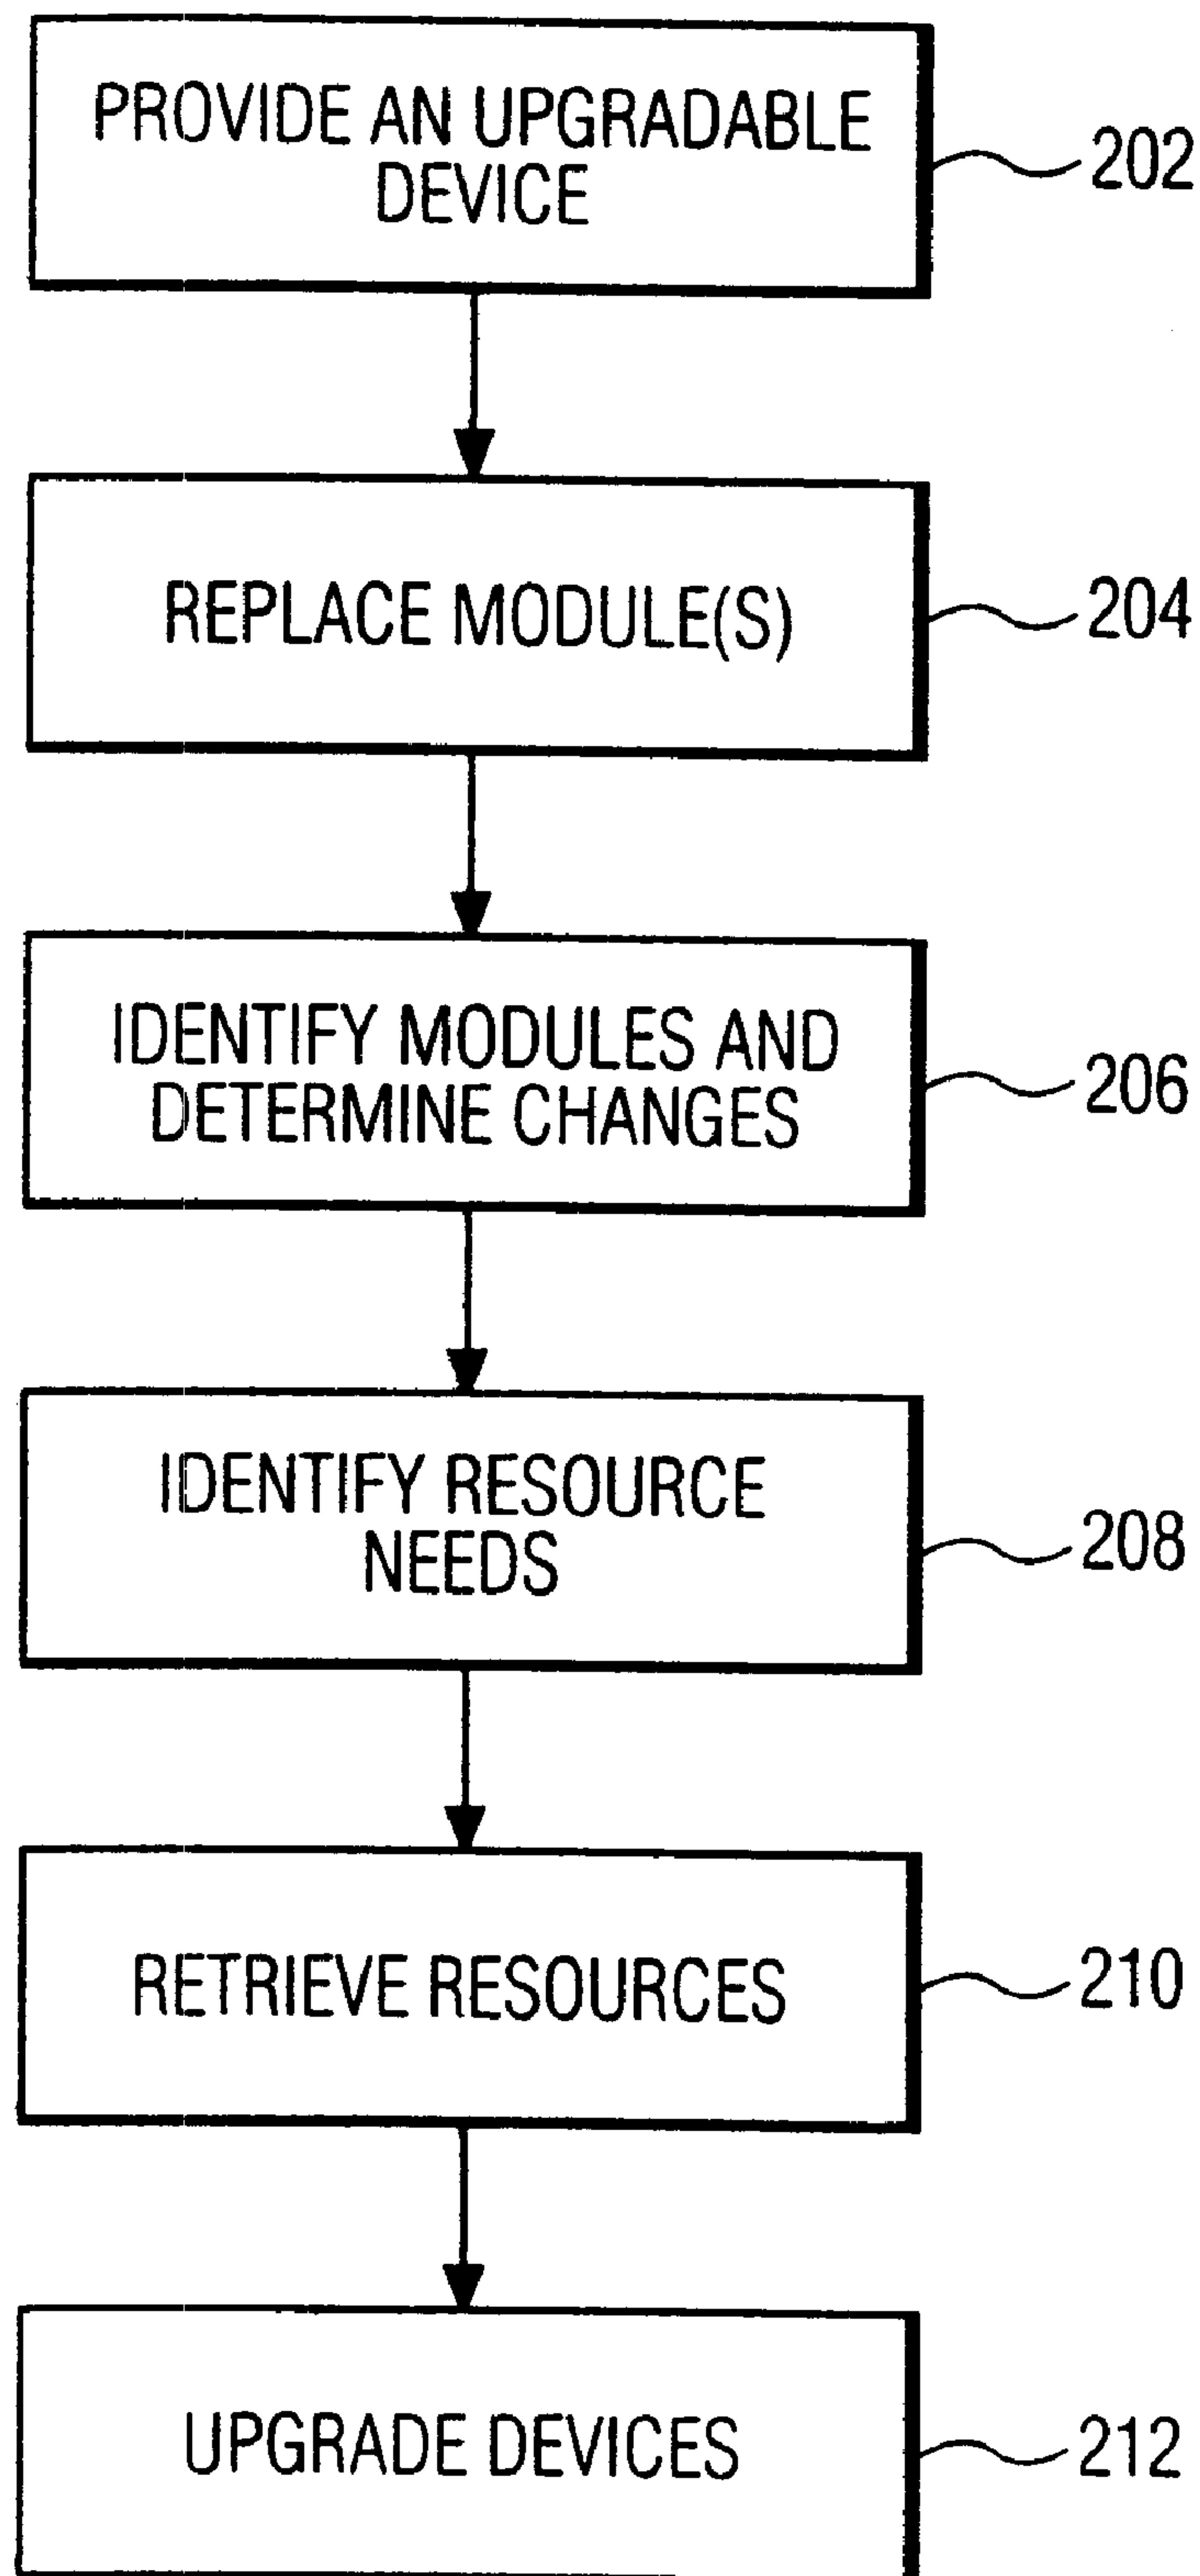 PROVIDE AN UPGRADABLE
DEVICE
202
REPLACE MODULE(S)
204
IDENTIFY MODULES AND
DETERMINE CHANGES
206
IDENTIFY RESOURCE
NEEDS
208
RETRIEVE RESOURCES
210
UPGRADE DEVICES
212